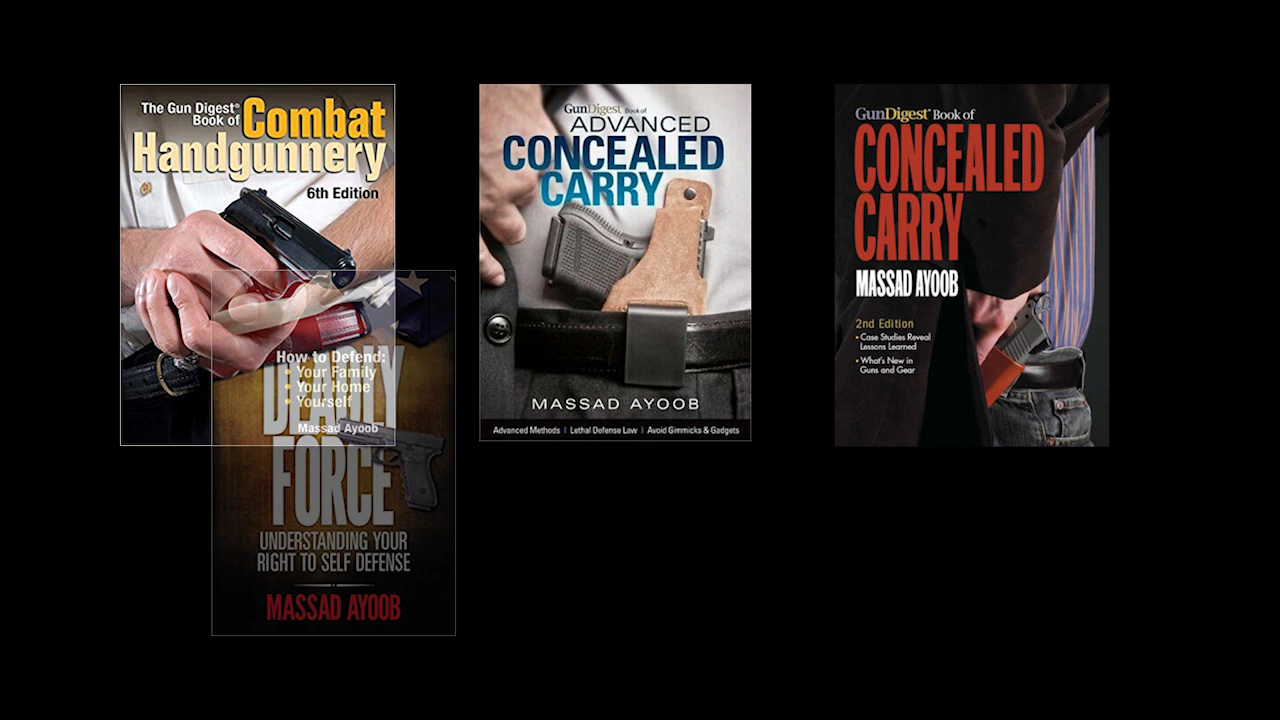 The Gun Digest®
Book of
Combat
Handgunnery
6th Edition
How to Defend:
• Your Family
• Your Home
• Yourself
Massad Ayoob
GunDigest Book of
ADVANCED
CONCEALED
CARRY
MASSAD AYOOB
Advanced Methods | Lethal Defense Law | Avoid Gimmicks & Gadgets
GunDigest® Book of
CONCEALED
CARRY
MASSAD AYOOB
2nd Edition
• Case Studies Reveal
Lessons Learned
• What's New in
Guns and Gear
DEADLY
FORCE
UNDERSTANDING YOUR
RIGHT TO SELF DEFENSE
MASSAD AYOOB